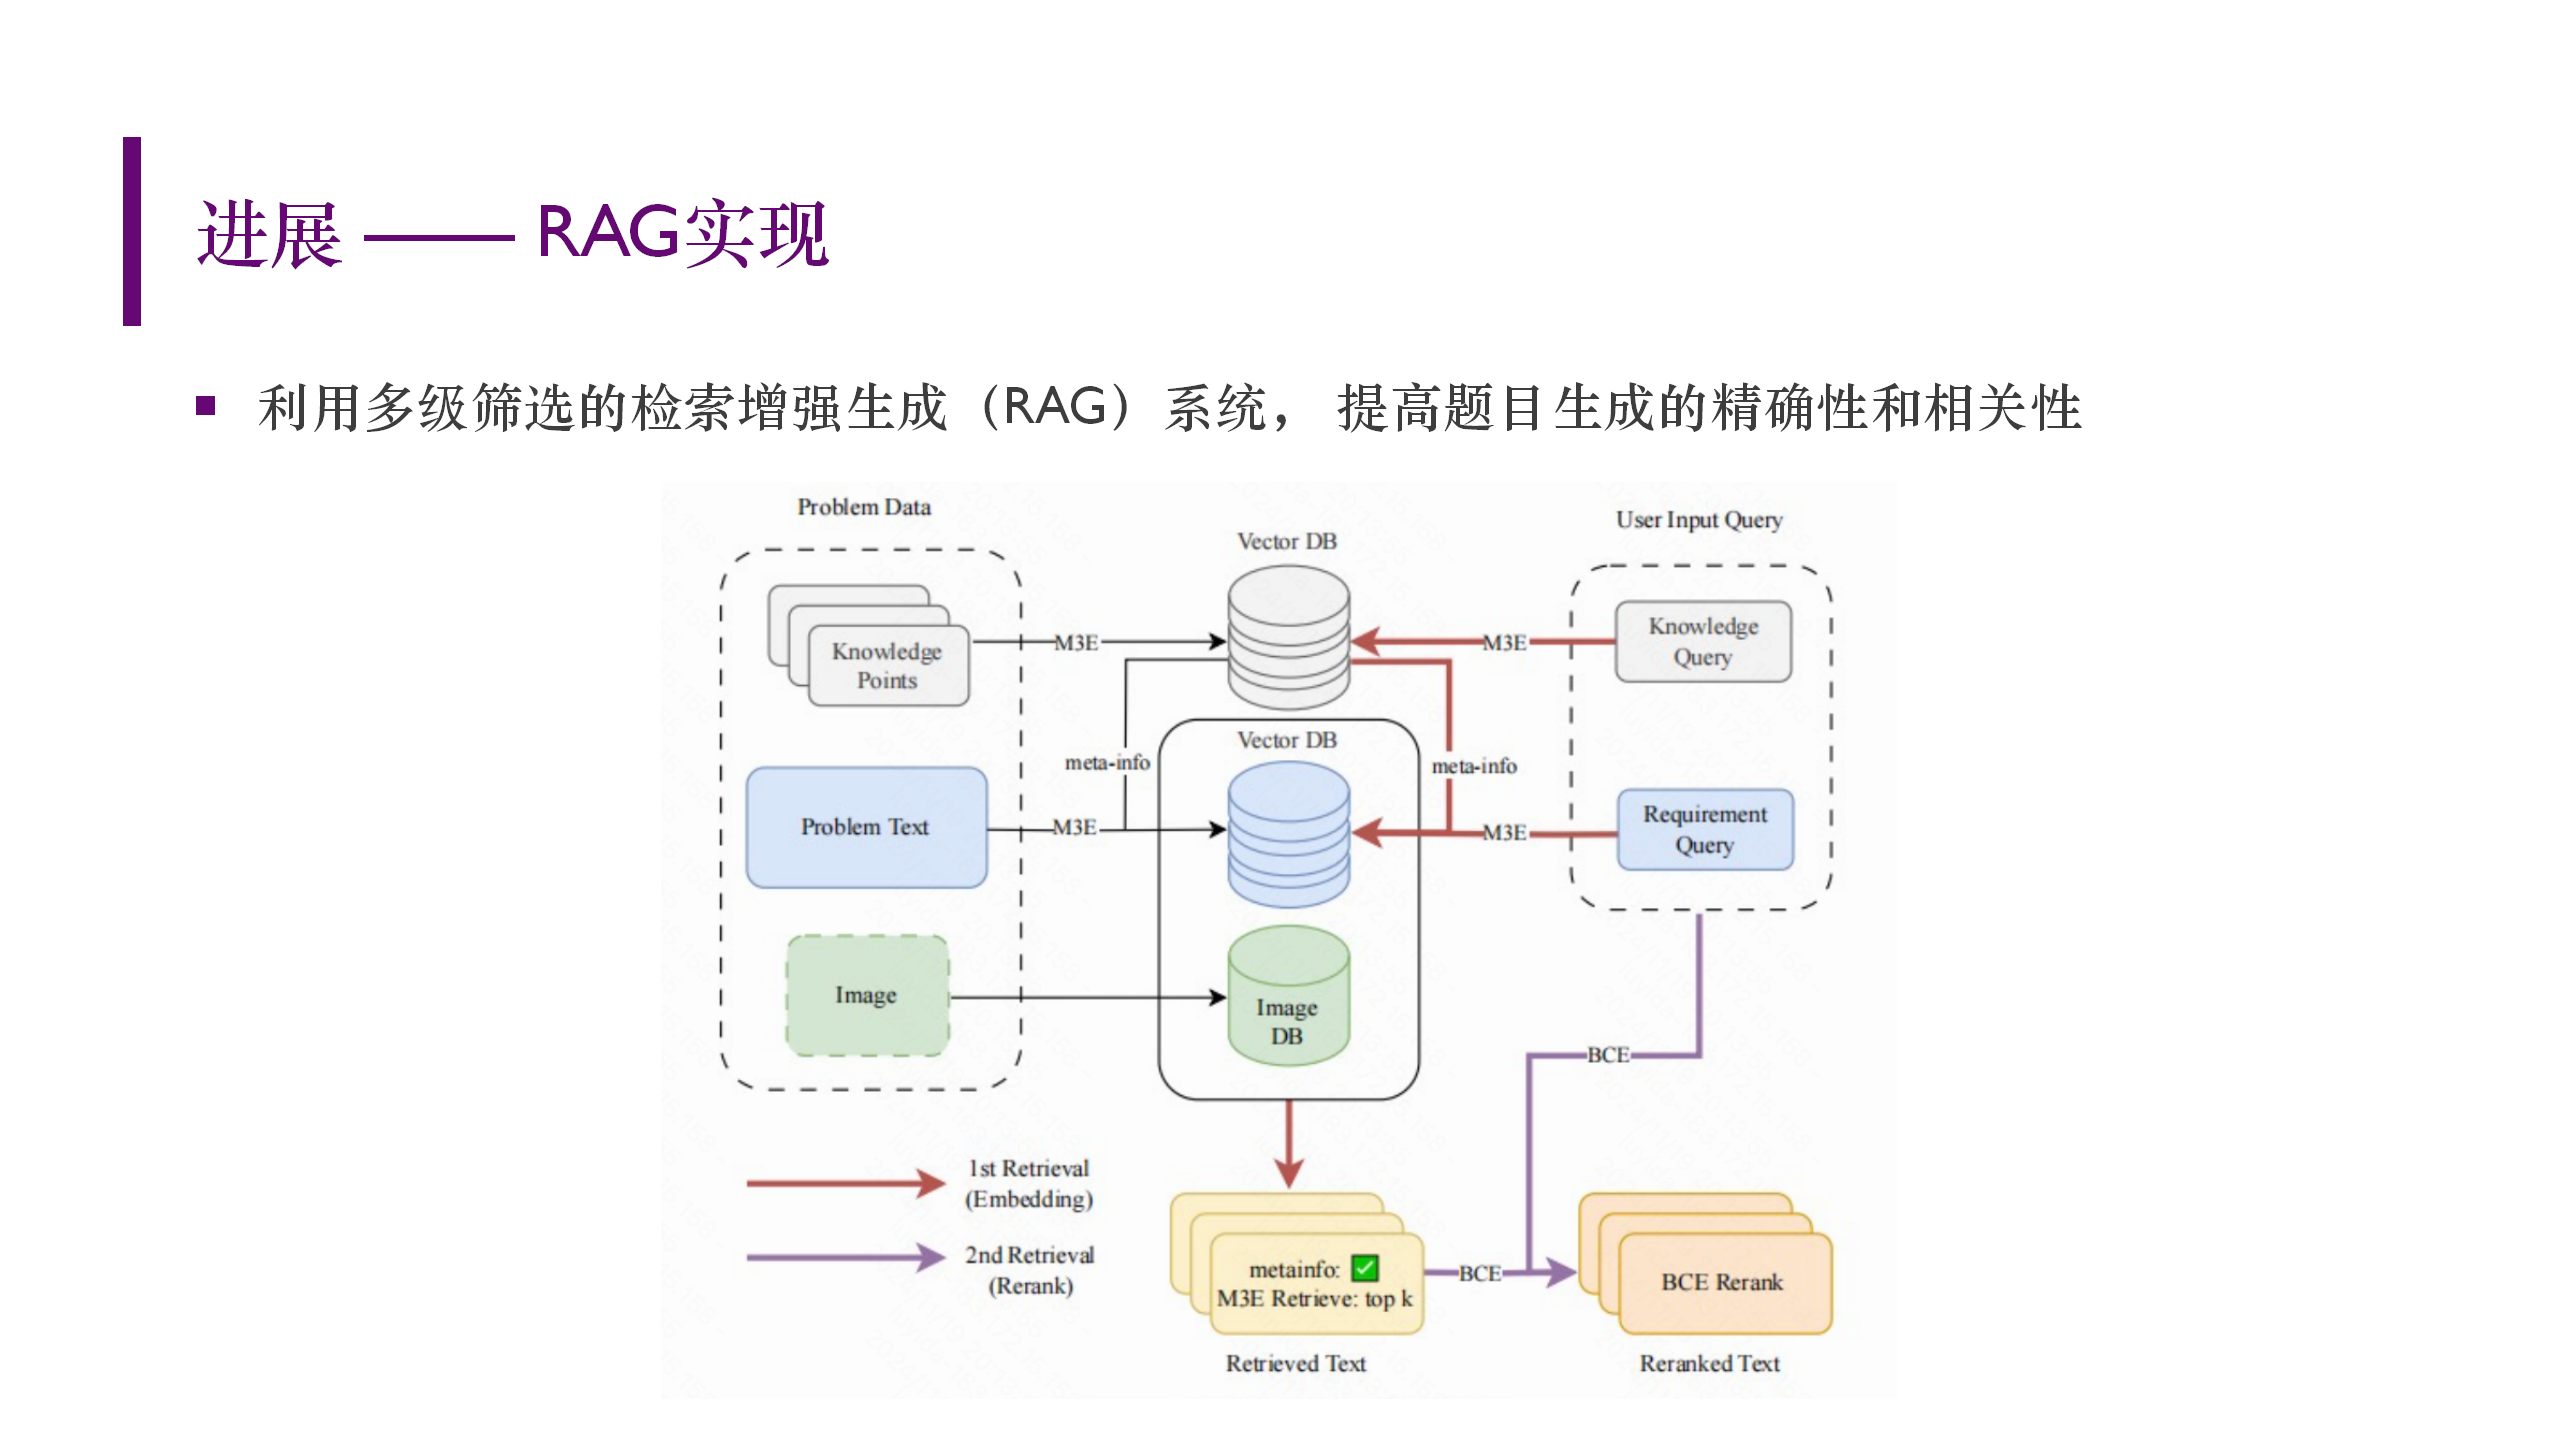 进展 —— RAG实现
利用多级筛选的检索增强生成（RAG）系统， 提高题目生成的精确性和相关性
Problem Data
Knowledge
Points
Problem Text
Image
M3E
meta-info
M3E
Vector DB
Vector DB
Image
DB
M3E
meta-info
M3E
User Input Query
Knowledge
Query
Requirement
Query
BCE
1st Retrieval
(Embedding)
2nd Retrieval
(Rerank)
metainfo: ✅
M3E Retrieve: top k
Retrieved Text
BCE
BCE Rerank
Reranked Text